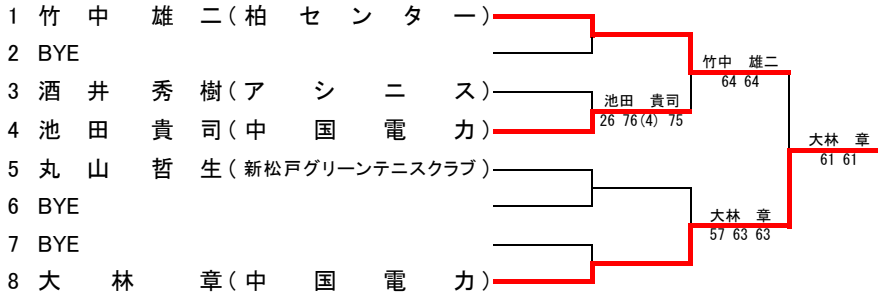 1 竹中 雄二(柏センター)
2 BYE
3 酒井 秀樹(アシニス)
4 池田 貴司(中国電力)
5 丸山 哲生(新松戸グリーンテニスクラブ)
6 BYE
7 BYE
8 大林 章(中国電力)
池田 貴司
26 76(4) 75
竹中 雄二
64 64
大林 章
57 63 63
大林 章
61 61